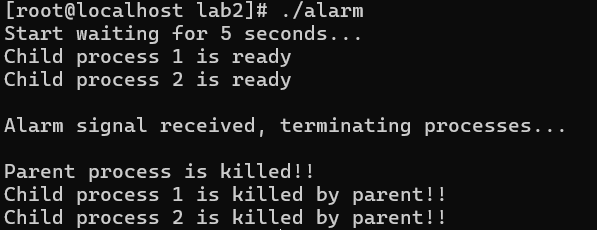 [root@localhost lab2]# ./alarm
Start waiting for 5 seconds...
Child process 1 is ready
Child process 2 is ready
Alarm signal received, terminating processes...
Parent process is killed!!
Child process 1 is killed by parent!!
Child process 2 is killed by parent!!